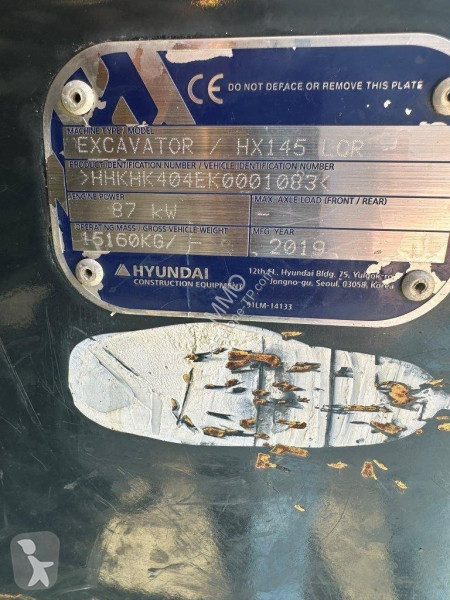 CE DO NOT DEFACE OR REMOVE THIS PLATE
MACHINE TYPE / MODEL
EXCAVATOR / HX145 LCR
PRODUCT IDENTIFICATION NUMBER / VEHICLE IDENTIFICATION NUMBER
>HHKHK404EK0001083<
ENGINE POWER MAX. AXLE LOAD (FRONT / REAR)
87 kW -
OPERATING MASS / GROSS VEHICLE WEIGHT MFG. YEAR
15160KG/ - 2019
HYUNDAI
CONSTRUCTION EQUIPMENT
12th Fl., Hyundai Bldg. 75, Yulgok-ro,
Jongno-gu, Seoul, 03058, Korea
91LM-14133